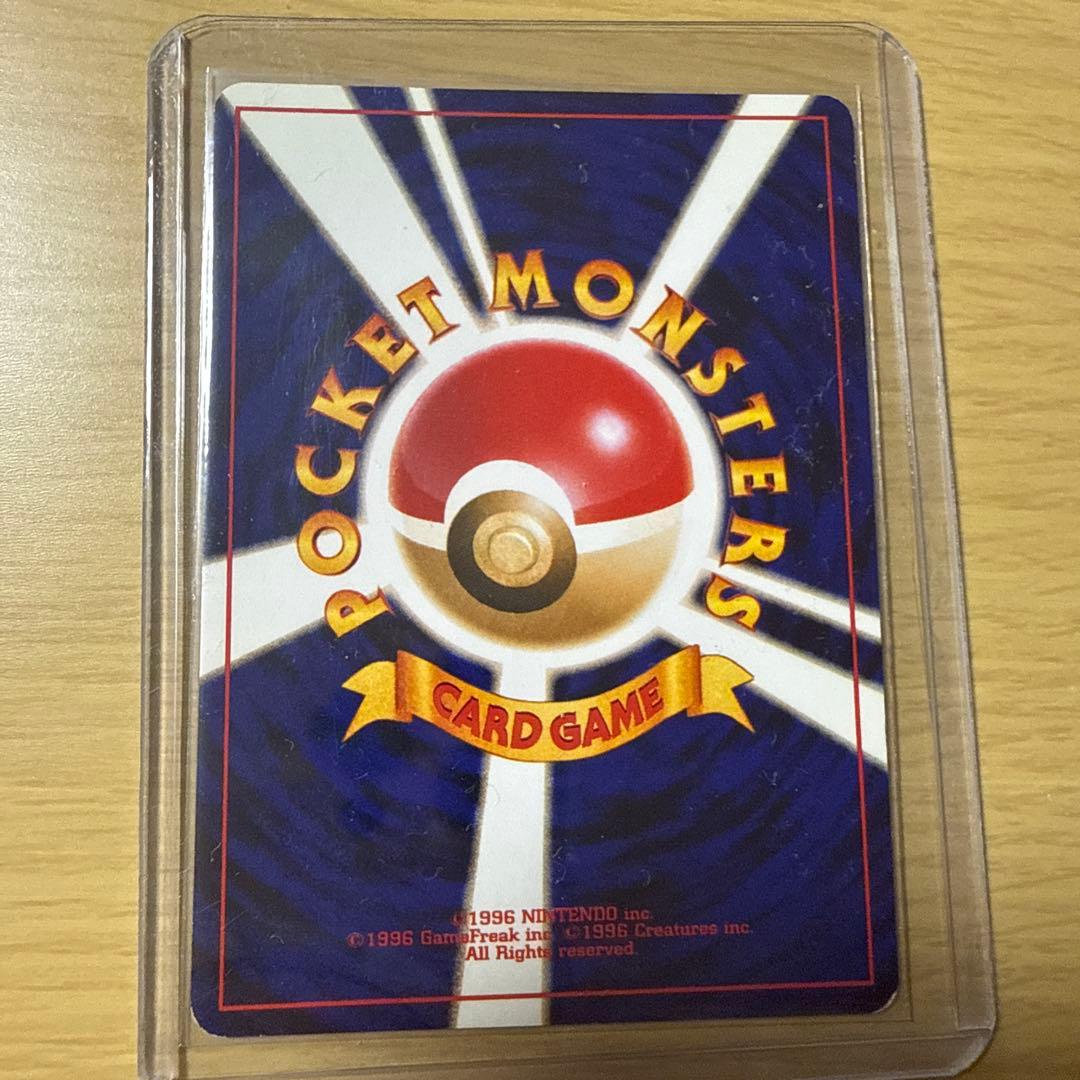 POCKET MONSTERS
CARD GAME
©1996 NINTENDO inc.
©1996 GameFreak inc. ©1996 Creatures inc.
All Rights reserved.